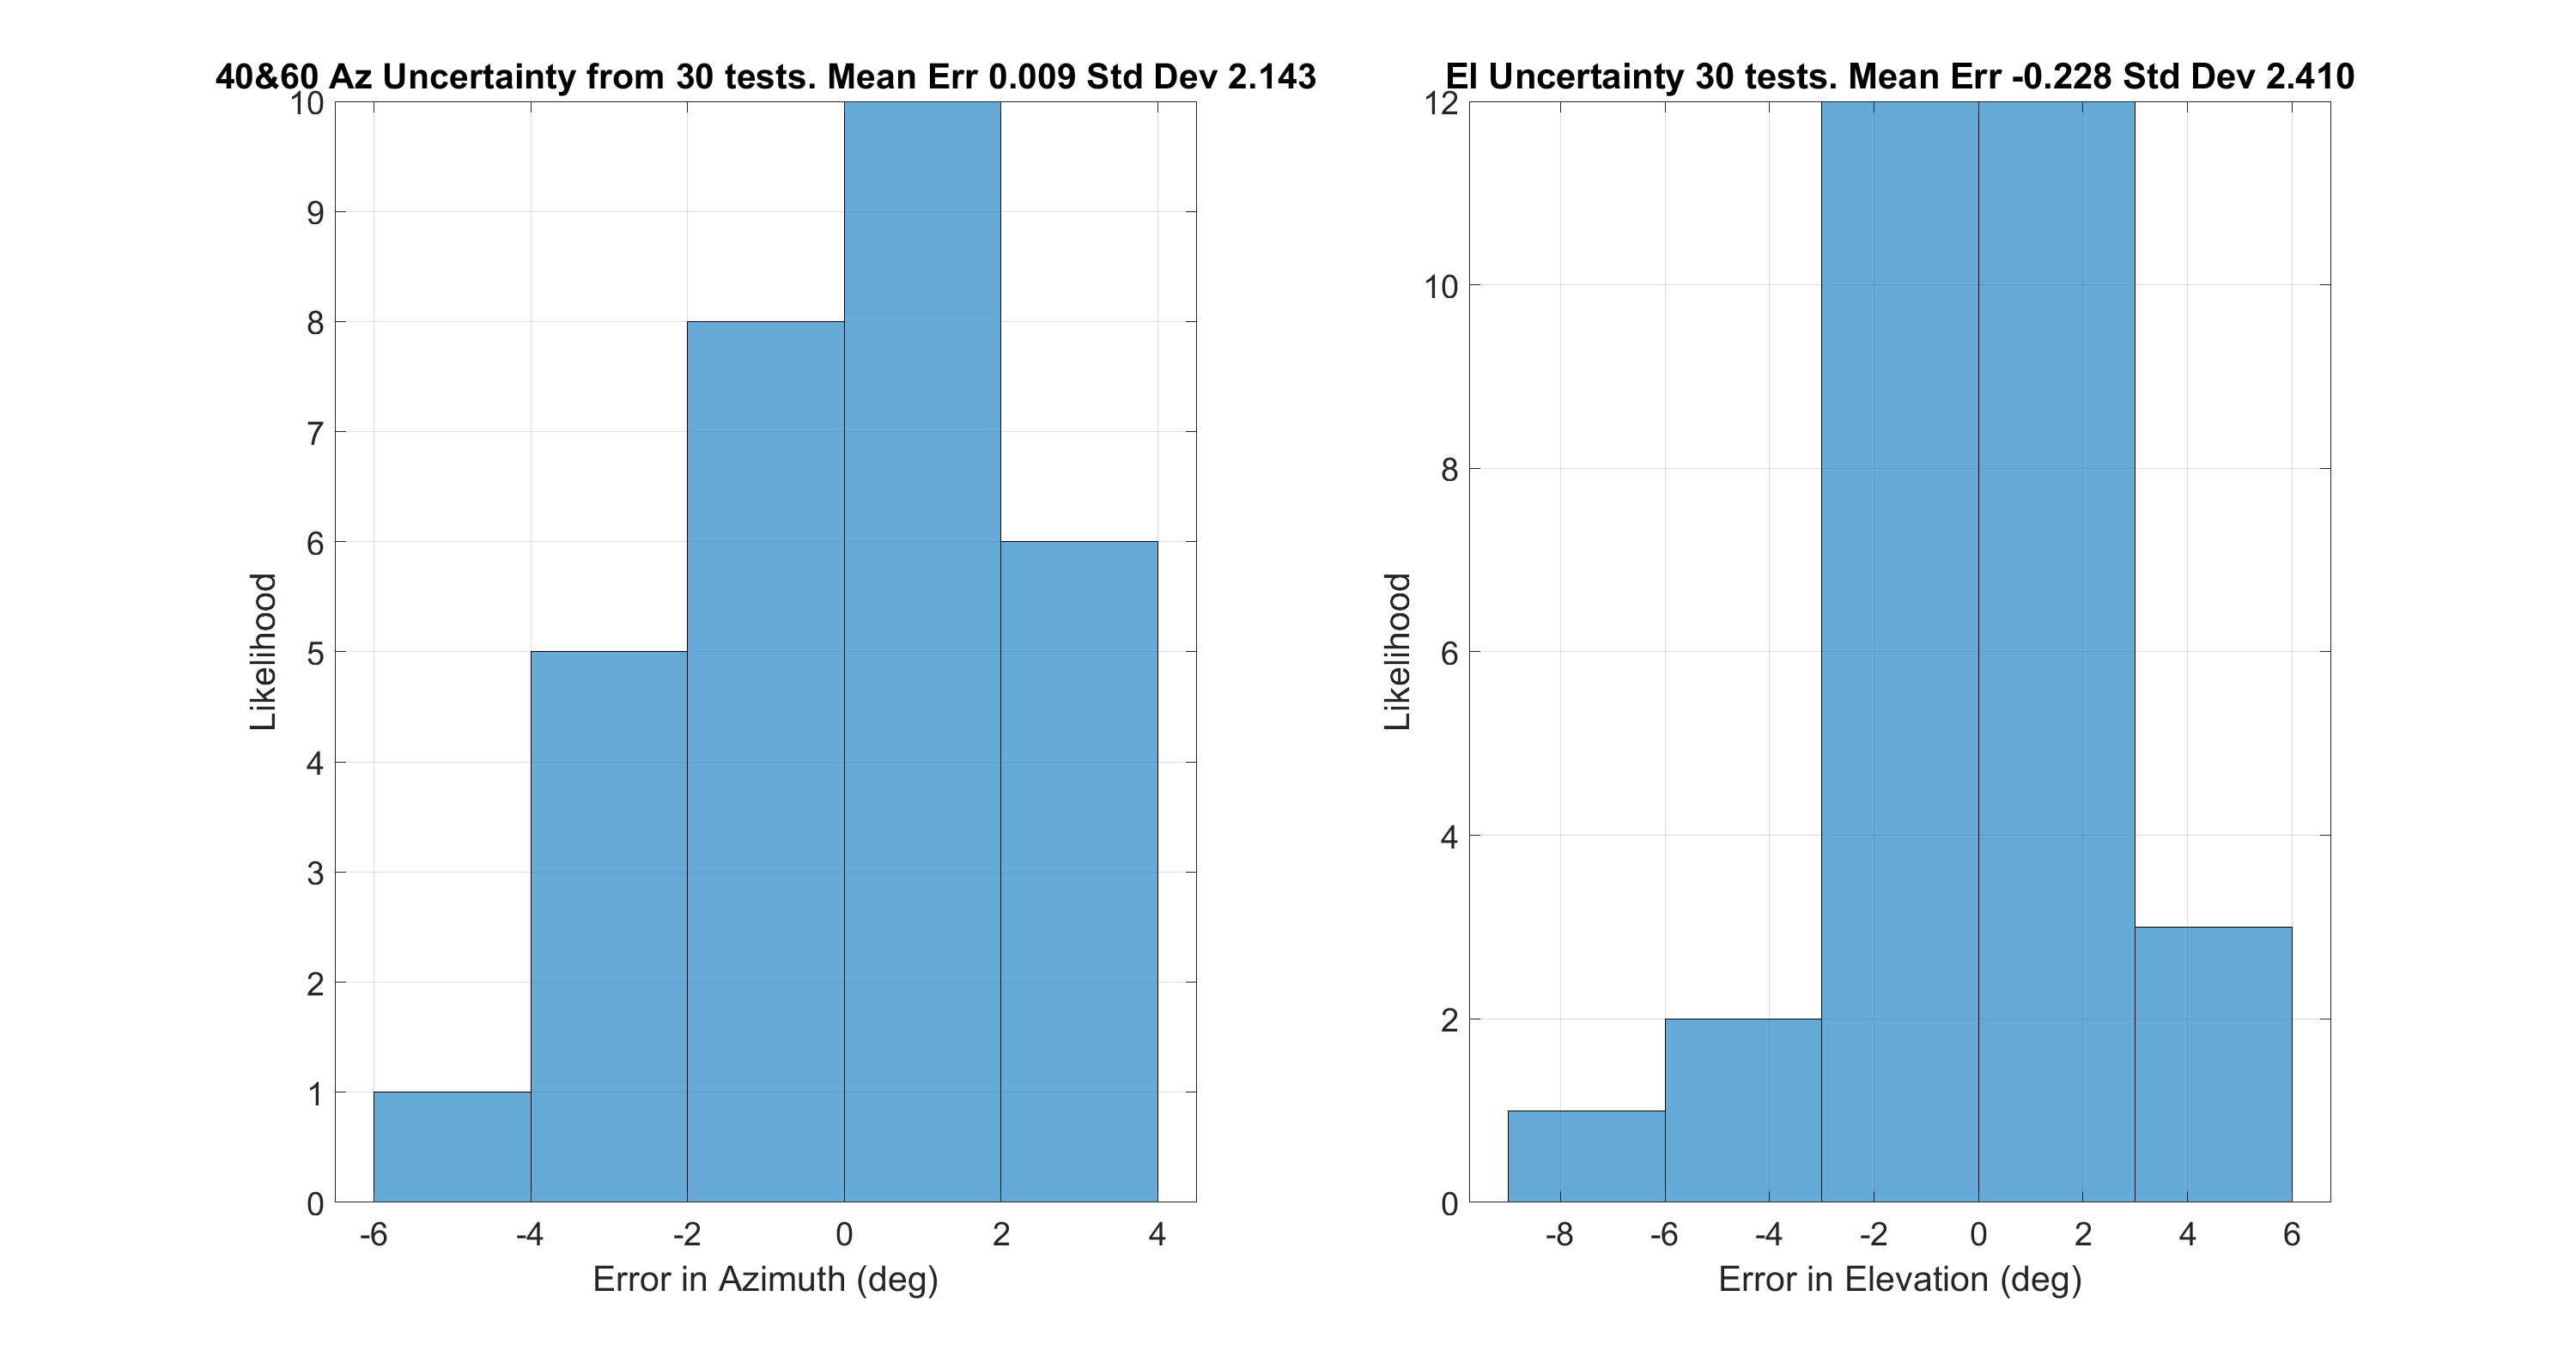 40&60 Az Uncertainty from 30 tests. Mean Err 0.009 Std Dev 2.143
10
9
8
7
6
5
4
3
2
1
0
Likelihood
-6 -4 -2 0 2 4
Error in Azimuth (deg)
El Uncertainty 30 tests. Mean Err -0.228 Std Dev 2.410
12
10
8
6
4
2
0
Likelihood
-8 -6 -4 -2 0 2 4 6
Error in Elevation (deg)